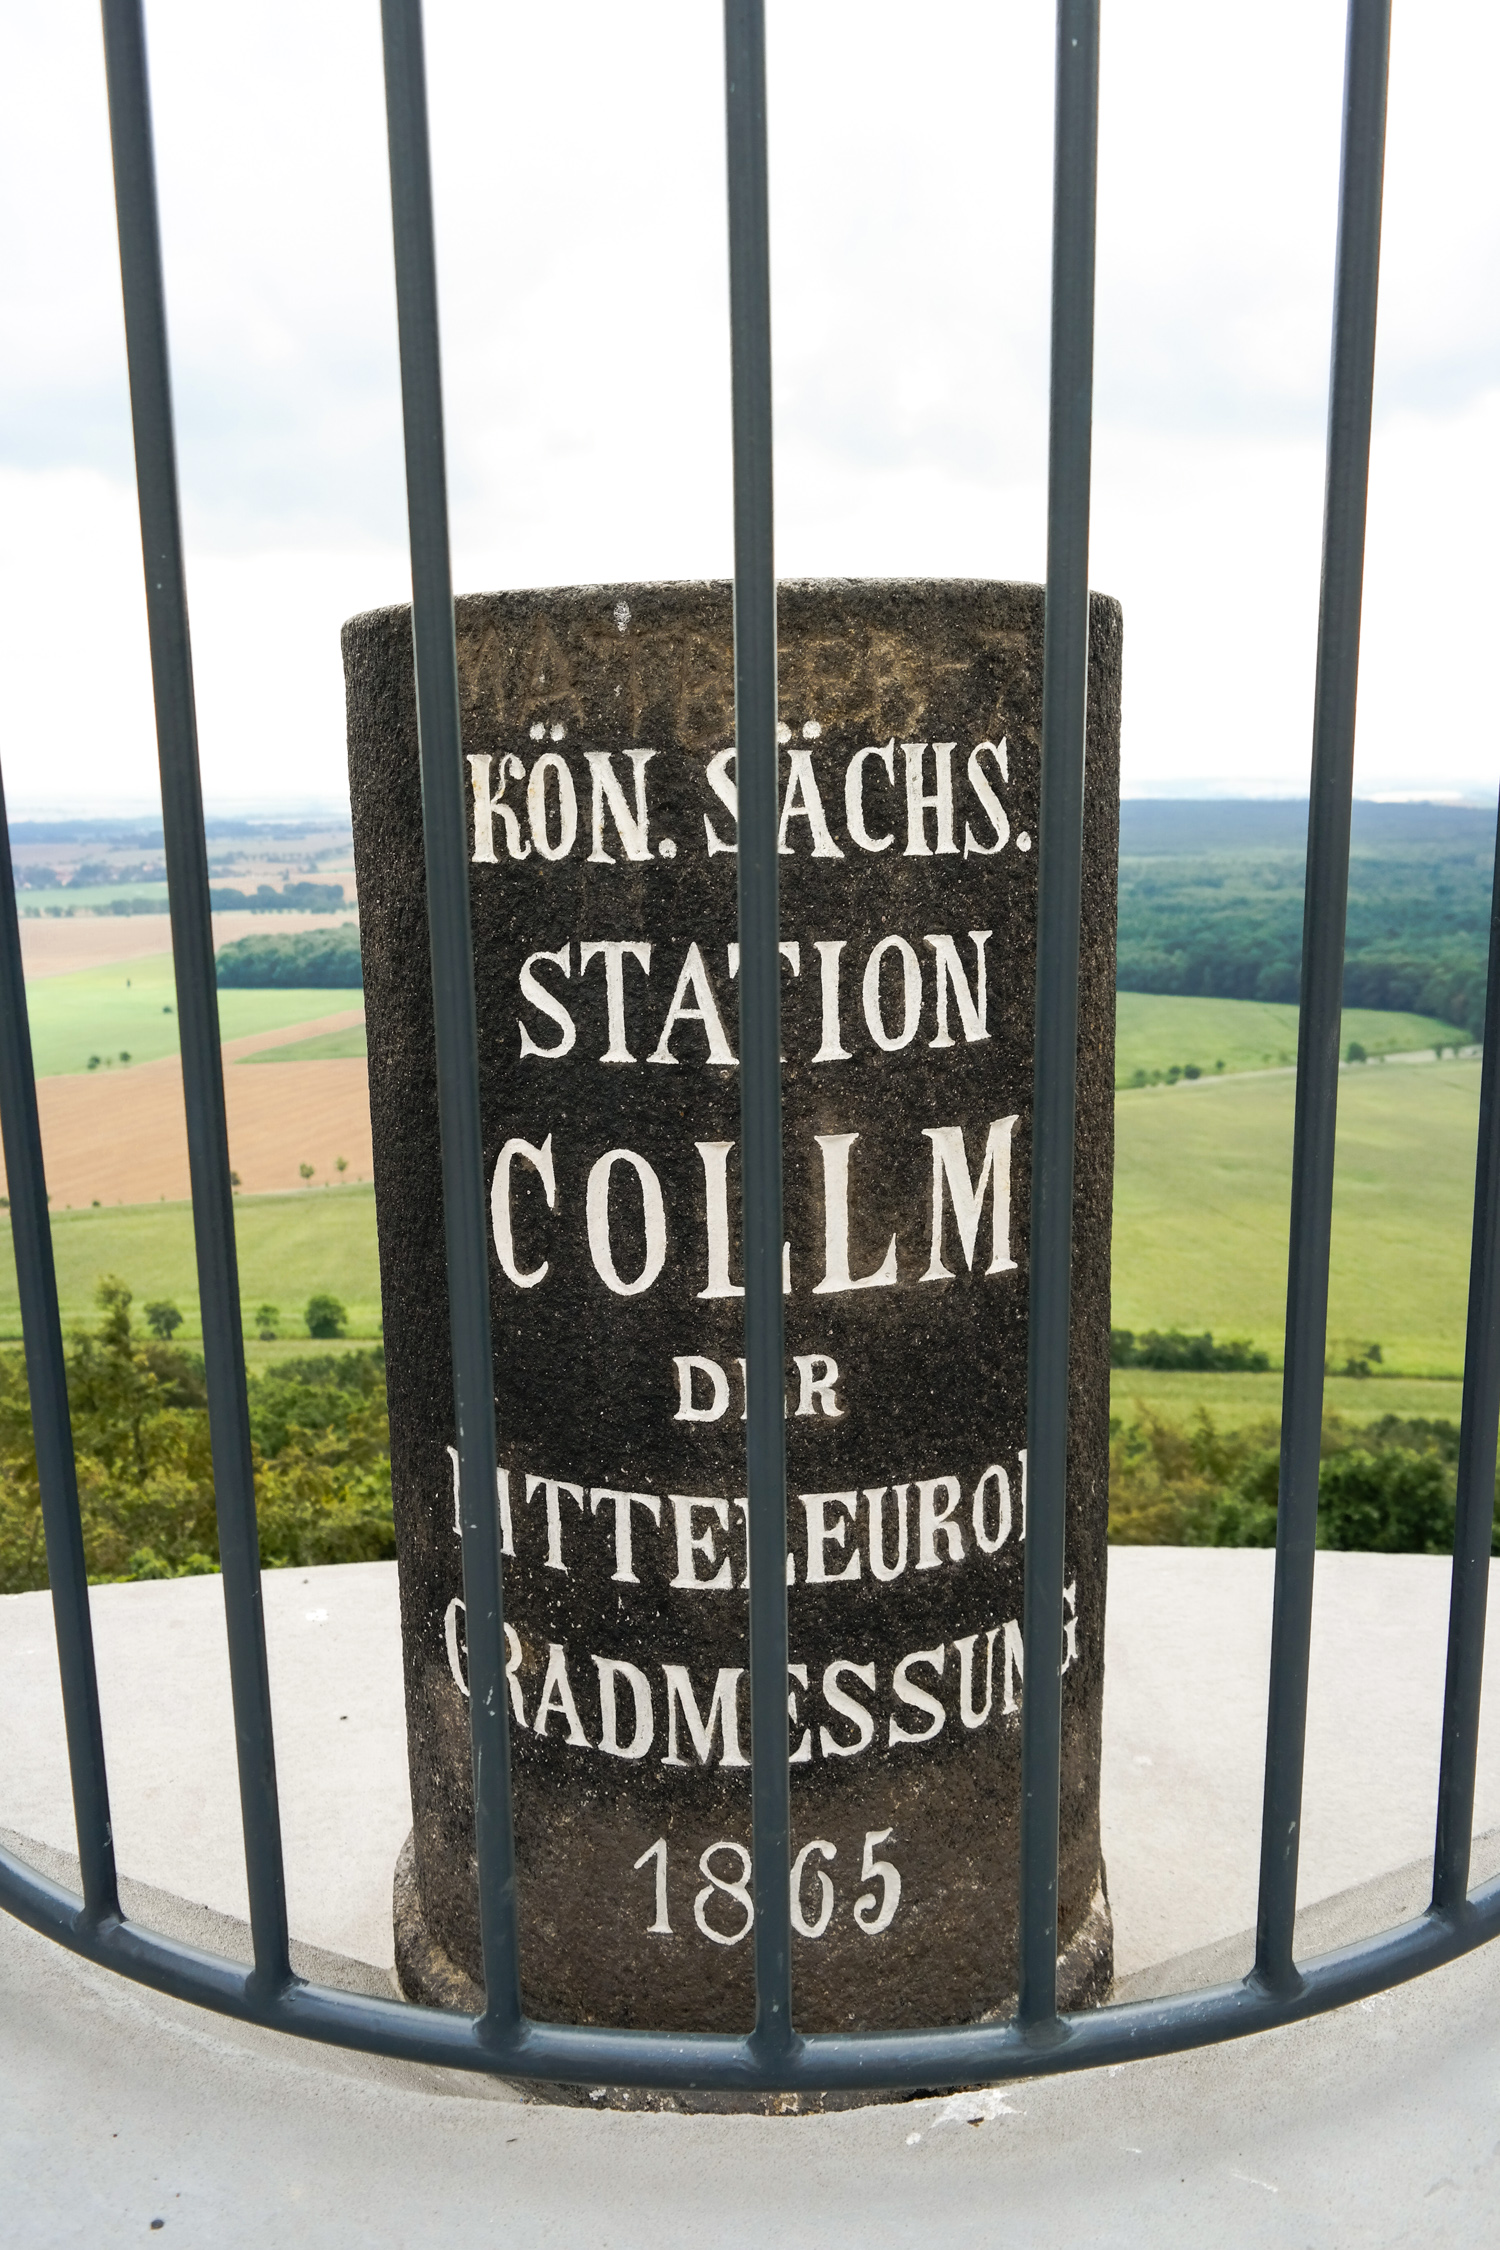 KÖN. SÄCHS.
STATION
COLLM
DER
MITTELEUROP
GRADMESSUNG
1865